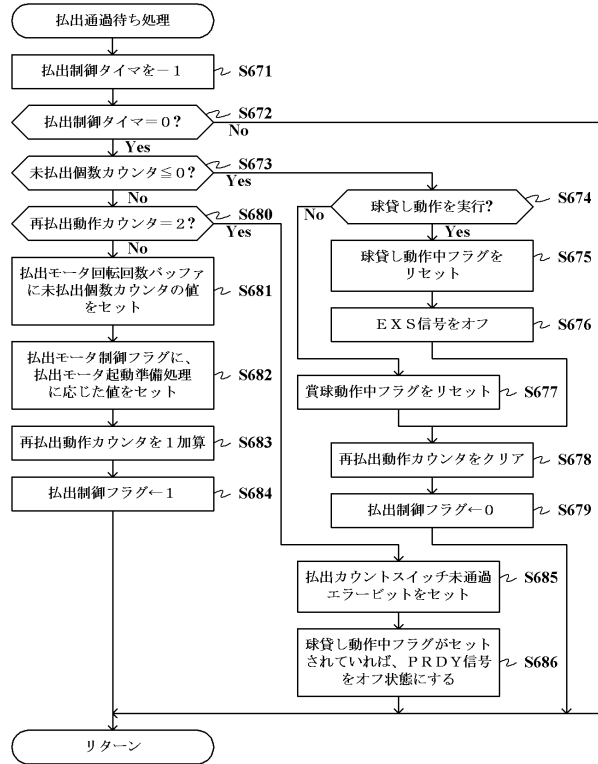 払出通過待ち処理
払出制御タイマを－１
S671
払出制御タイマ＝０?
S672
No
Yes
未払出個数カウンタ≦０?
S673
Yes
No
球貸し動作を実行?
S674
No
Yes
再払出動作カウンタ＝２?
S680
Yes
No
球貸し動作中フラグを
リセット
S675
払出モータ回転回数バッファ
に未払出個数カウンタの値
をセット
S681
ＥＸＳ信号をオフ
S676
払出モータ制御フラグに、
払出モータ起動準備処理
に応じた値をセット
S682
賞球動作中フラグをリセット
S677
再払出動作カウンタを１加算
S683
再払出動作カウンタをクリア
S678
払出制御フラグ←１
S684
払出制御フラグ←０
S679
払出カウントスイッチ未通過
エラービットをセット
S685
球貸し動作中フラグがセット
されていれば、ＰＲＤＹ信号
をオフ状態にする
S686
リターン